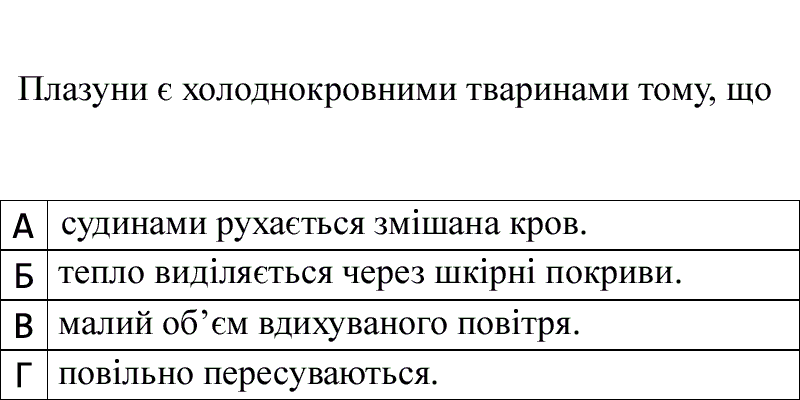 Плазуни є холоднокровними тваринами тому, що
А судинами рухається змішана кров.
Б тепло виділяється через шкірні покриви.
В малий об’єм вдихуваного повітря.
Г повільно пересуваються.